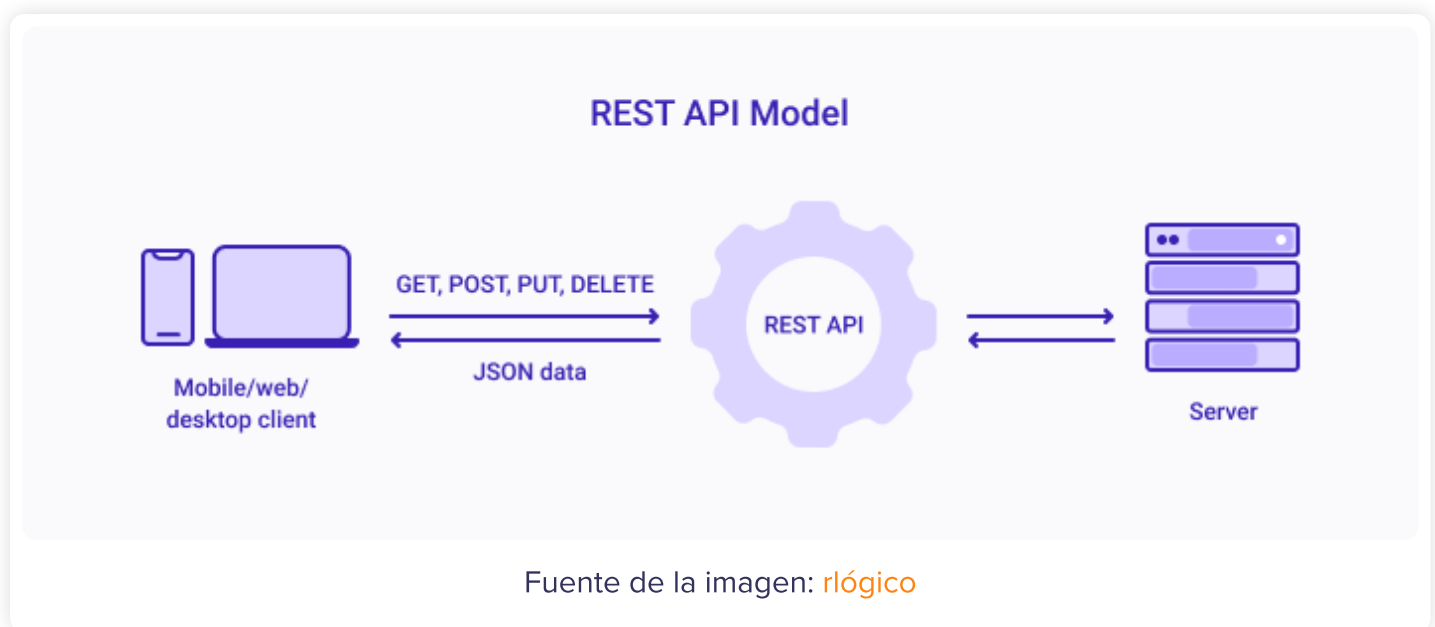 REST API Model
GET, POST, PUT, DELETE
REST API
JSON data
Mobile/web/
desktop client
Server
Fuente de la imagen: rlógico